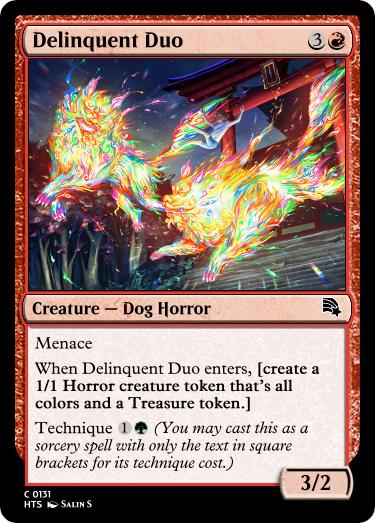 Delinquent Duo 3
Creature — Dog Horror
Menace
When Delinquent Duo enters, [create a
1/1 Horror creature token that's all
colors and a Treasure token.]
Technique 1 (You may cast this as a
sorcery spell with only the text in square
brackets for its technique cost.)
3/2
C 0131
HTS Salin S